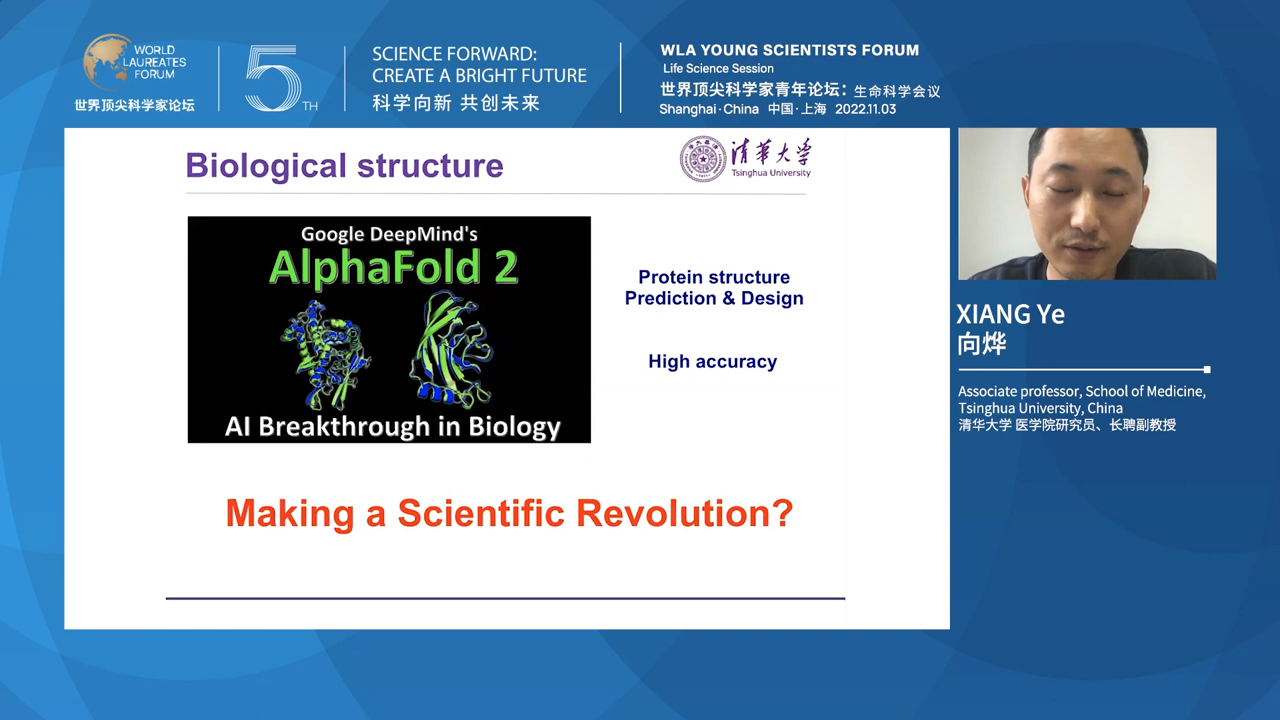 WORLD
LAUREATES
FORUM
世界顶尖科学家论坛
5TH
SCIENCE FORWARD:
CREATE A BRIGHT FUTURE
科学向新 共创未来
WLA YOUNG SCIENTISTS FORUM
Life Science Session
世界顶尖科学家青年论坛：生命科学会议
Shanghai·China 中国·上海 2022.11.03
Biological structure
清华大学
Tsinghua University
Google DeepMind's
AlphaFold 2
AI Breakthrough in Biology
Protein structure
Prediction & Design
High accuracy
Making a Scientific Revolution?
XIANG Ye
向烨
Associate professor, School of Medicine,
Tsinghua University, China
清华大学 医学院研究员、长聘副教授